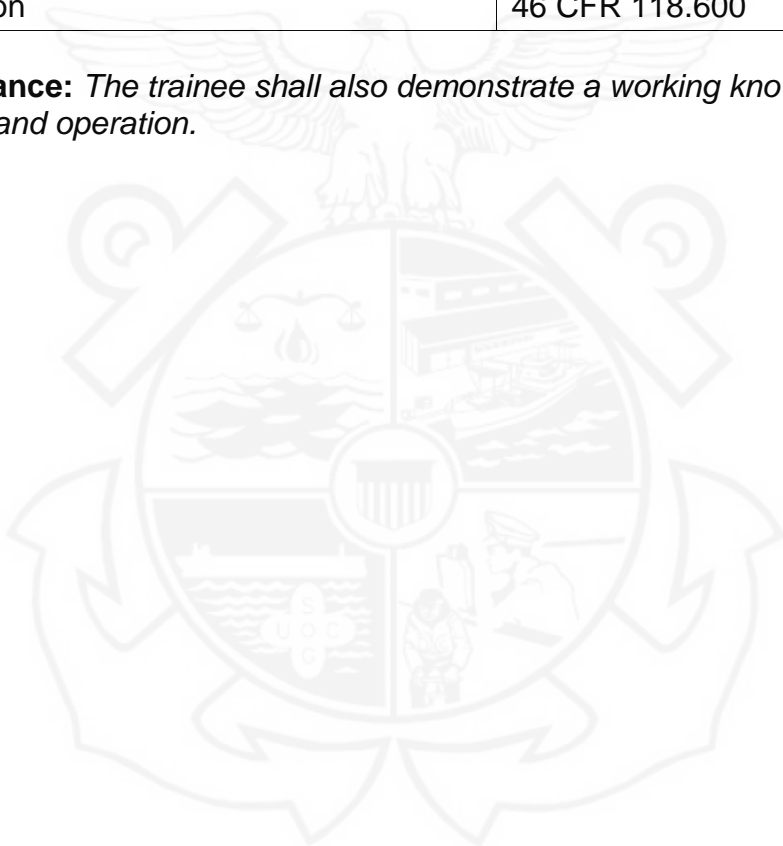 on 46 CFR 118.600
ance: The trainee shall also demonstrate a working kno
and operation.
S
U O C
G